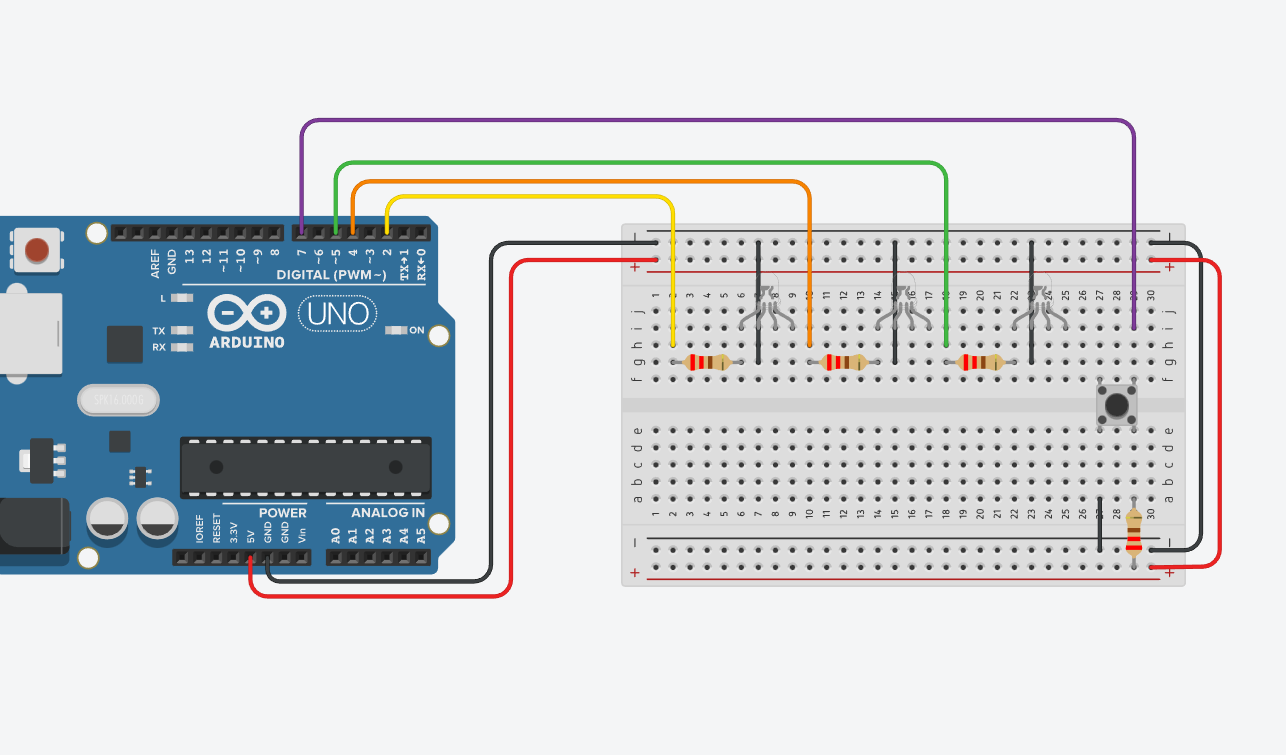 AREF
GND
13
12
~11
~10
~9
8
7
~6
~5
4
~3
2
TX→1
RX←0
DIGITAL (PWM ~)
L
TX
RX
UNO
ARDUINO
ON
SPK16.000G
IOREF
RESET
3.3V
5V
GND
GND
Vin
POWER
ANALOG IN
A0
A1
A2
A3
A4
A5
− −
+ +
1 2 3 4 5 6 7 8 9 10 11 12 13 14 15 16 17 18 19 20 21 22 23 24 25 26 27 28 29 30
j j
i i
h h
g g
f f
e e
d d
c c
b b
a a
1 2 3 4 5 6 7 8 9 10 11 12 13 14 15 16 17 18 19 20 21 22 23 24 25 26 27 28 29 30
− −
+ +